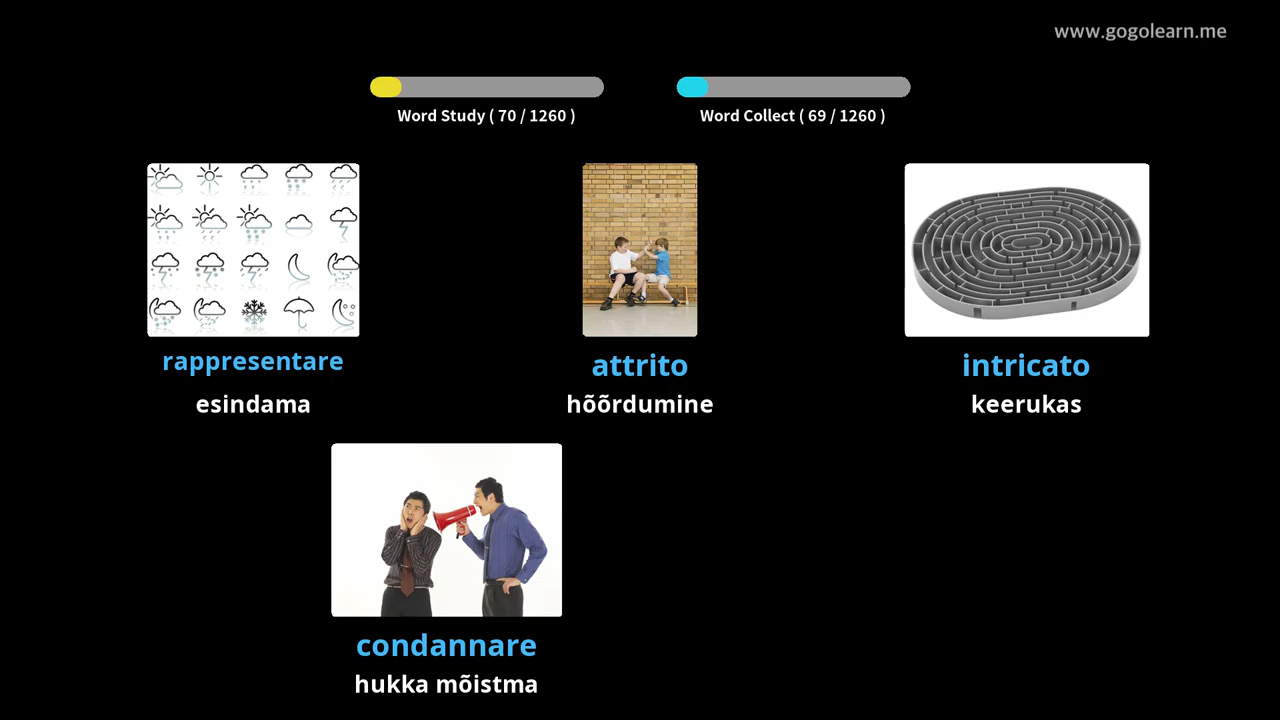 www.gogolearn.me
Word Study ( 70 / 1260 )
Word Collect ( 69 / 1260 )
rappresentare
esindama
attrito
hõõrdumine
intricato
keerukas
condannare
hukka mõistma